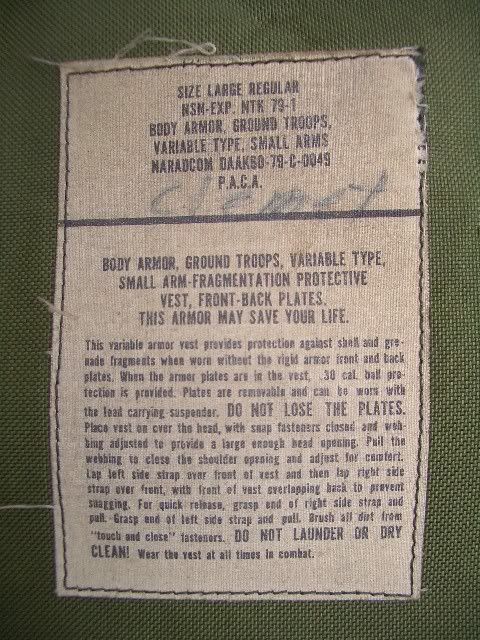 SIZE LARGE REGULAR
NSN-EXP. NTK 79-1
BODY ARMOR, GROUND TROOPS,
VARIABLE TYPE, SMALL ARMS
NARADCOM DAAK60-79-C-0049
P.A.C.A.
BODY ARMOR, GROUND TROOPS, VARIABLE TYPE,
SMALL ARM-FRAGMENTATION PROTECTIVE
VEST, FRONT-BACK PLATES.
THIS ARMOR MAY SAVE YOUR LIFE.
This variable armor vest provides protection against shell and gre-
nade fragments when worn without the rigid armor front and back
plates. When the armor plates are in the vest, .30 cal. ball pro-
tection is provided. Plates are removable and can be worn with
the load carrying suspender. DO NOT LOSE THE PLATES.
Place vest on over the head, with snap fasteners closed and web-
bing adjusted to provide a large enough head opening. Pull the
webbing to close the shoulder opening and adjust for comfort.
Lap left side strap over front of vest and then lap right side
strap over front, with front of vest overlapping back to prevent
snagging. For quick release, grasp end of right side strap and
pull. Grasp end of left side strap and pull. Brush all dirt from
"touch and close" fasteners. DO NOT LAUNDER OR DRY
CLEAN! Wear the vest at all times in combat.